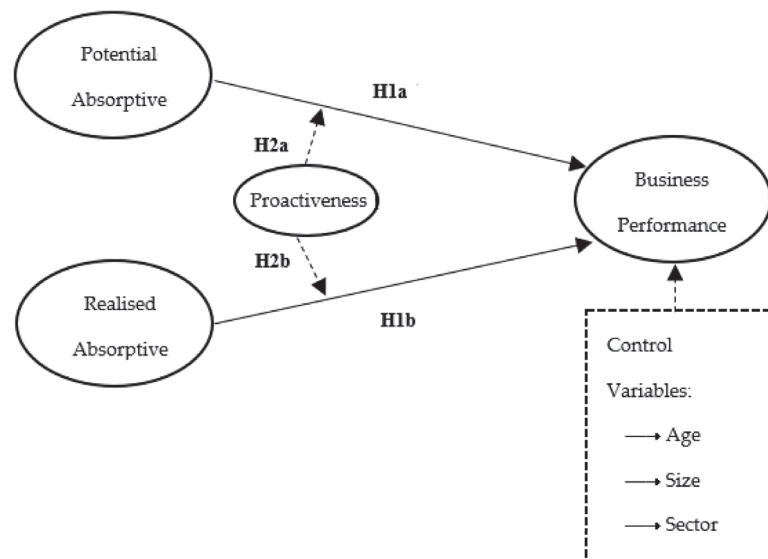 Potential
Absorptive
H1a
H2a
Proactiveness
H2b
Business
Performance
Realised
Absorptive
H1b
Control
Variables:
Age
Size
Sector